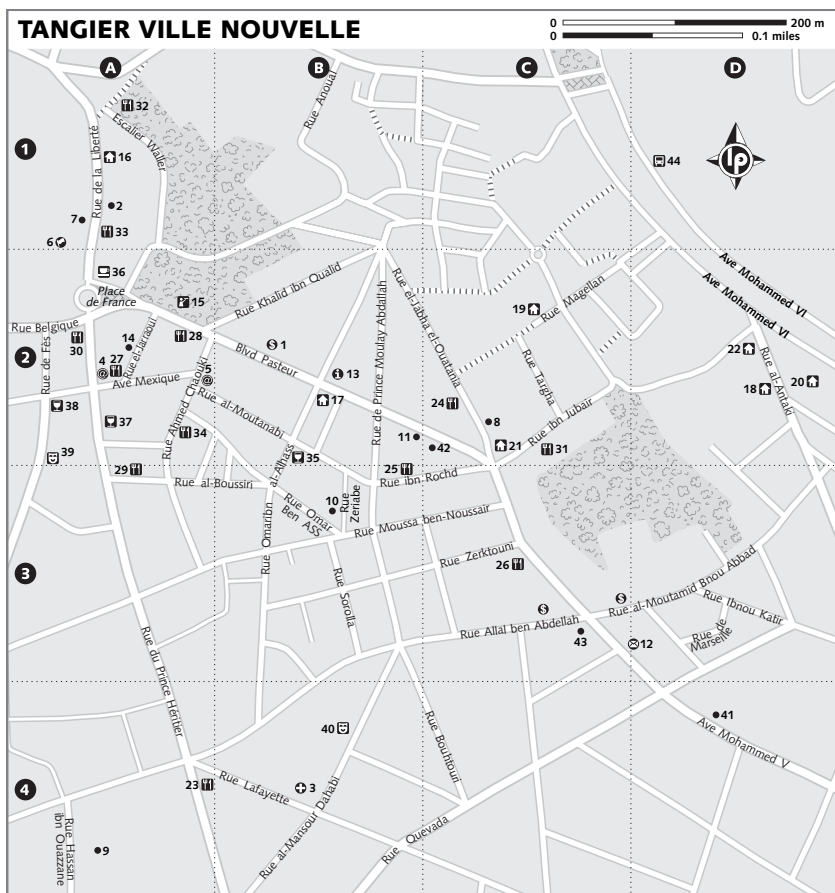 TANGIER VILLE NOUVELLE
0 200 m
0 0.1 miles
A
B
C
D
1
2
3
4
lp
32
Escalier Waller
16
Rue de la Liberté
2
7
33
6
36
Place
de France
15
Rue Anoual
44
Ave Mohammed VI
Ave Mohammed VI
Rue Khalid Ibn Oualid
Rue Belgique
30
14
28
Rue el-Jarraoui
4
@
27
5
@
Ave Mexique
Rue de Fès
38
37
39
29
34
Rue Ahmed Chaouki
$ 1
Blvd Pasteur
i 13
17
Rue al-Moutanabi
35
Rue de Prince Moulay Abdallah
Rue el-Jabha el-Ouatania
19
Rue Magellan
Rue Targha
24
8
11
42
21
Rue Ibn Jubair
31
22
18
20
Rue al-Antaki
25
Rue ibn Rochd
Rue al-Boussiri
Rue Omar Ibn al-Alhass
10
Rue
Zeriabe
Rue Omar
Ben ASS
Rue Moussa ben-Noussair
Rue Zerktouni
26
Rue Sorolla
$
$
Rue Allal ben Abdellah
43
Rue al-Moutamid Bnou Abbad
Rue Ibnou Katir
Rue de
Marseille
12
Rue du Prince Héritier
41
Ave Mohammed V
40
Rue Bouhtouri
23
Rue Lafayette
3
Rue al-Mansour Dahabi
Rue Quevada
Rue Hassan
ibn Ouazzane
9